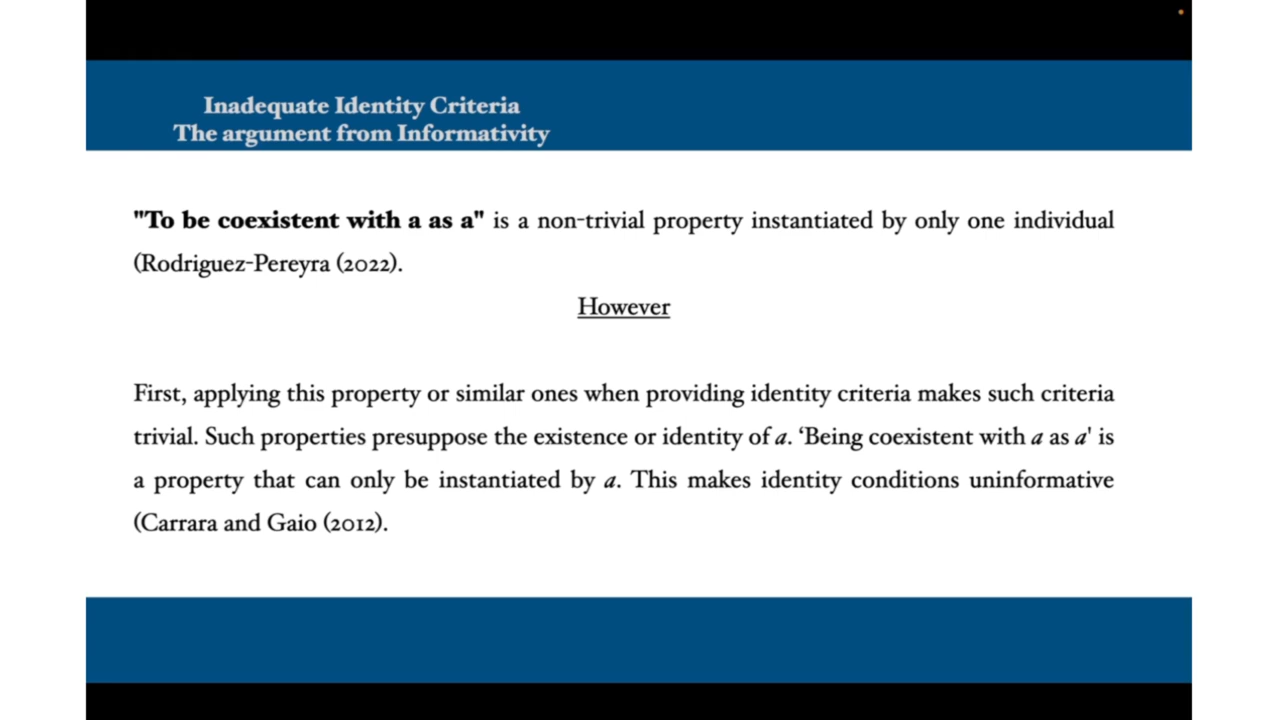 Inadequate Identity Criteria
The argument from Informativity
"To be coexistent with a as a" is a non-trivial property instantiated by only one individual
(Rodriguez-Pereyra (2022).
However
First, applying this property or similar ones when providing identity criteria makes such criteria
trivial. Such properties presuppose the existence or identity of a. ‘Being coexistent with a as a' is
a property that can only be instantiated by a. This makes identity conditions uninformative
(Carrara and Gaio (2012).